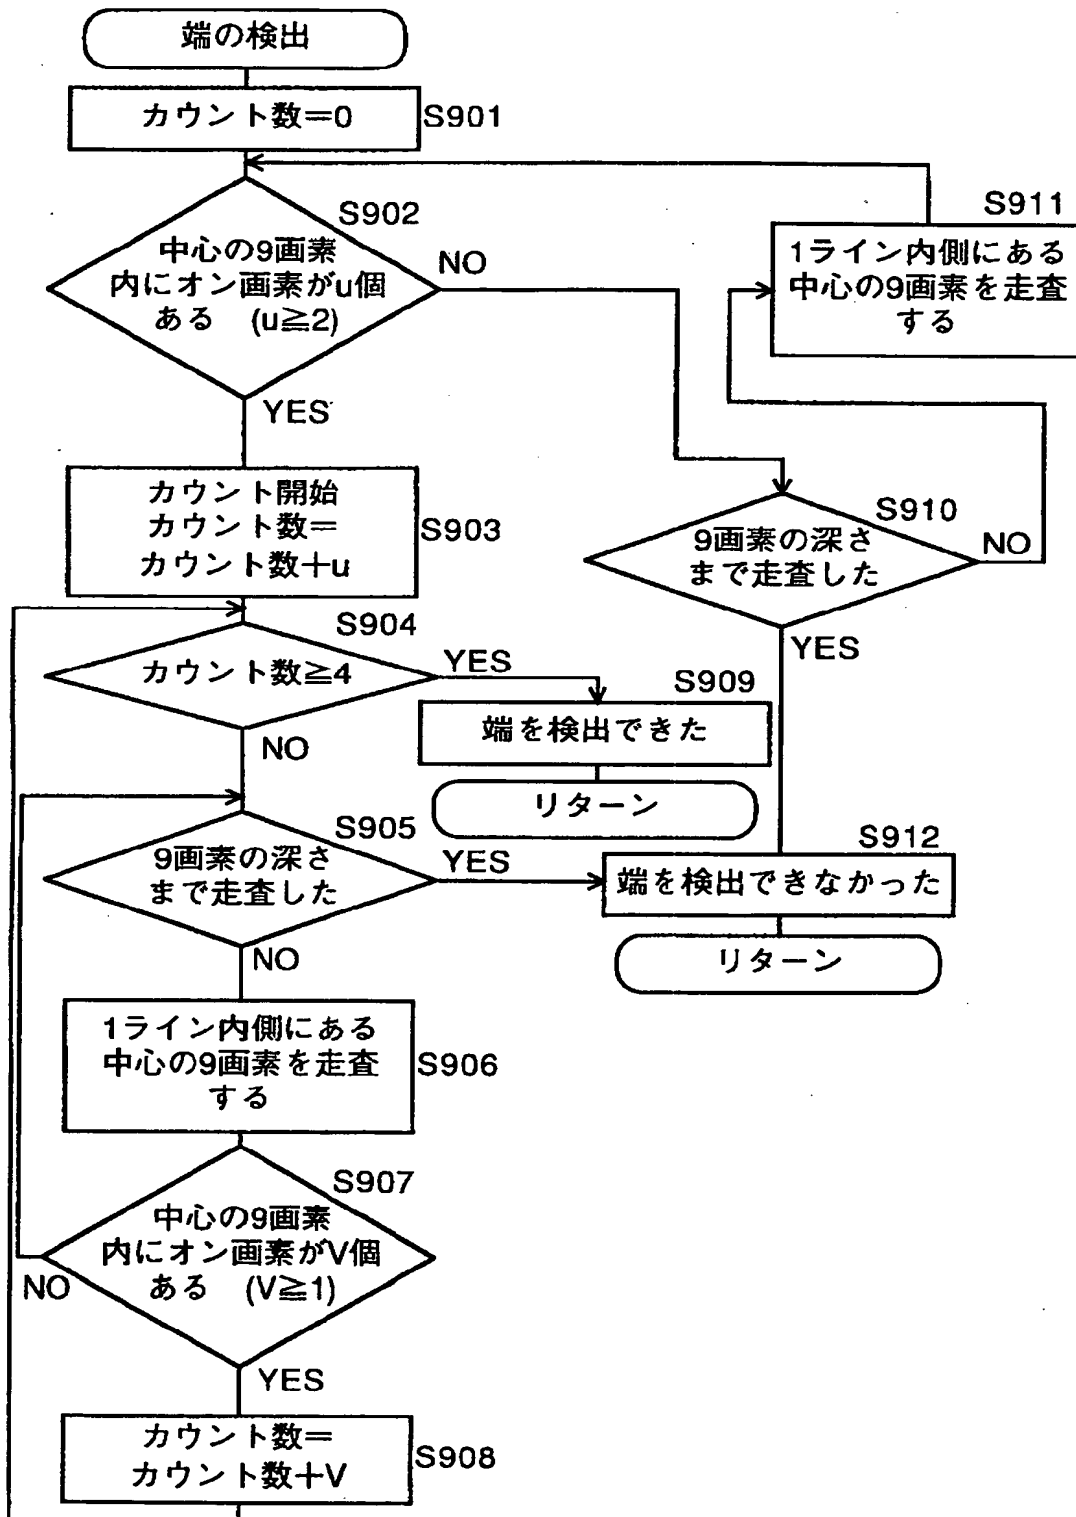 端の検出
カウント数=0
S901
S902
中心の9画素
内にオン画素がu個
ある (u≧2)
NO
YES
S911
1ライン内側にある
中心の9画素を走査
する
カウント開始
カウント数=
カウント数+u
S903
S910
9画素の深さ
まで走査した
NO
YES
S904
カウント数≧4
YES
NO
S909
端を検出できた
リターン
S905
9画素の深さ
まで走査した
YES
NO
S912
端を検出できなかった
リターン
1ライン内側にある
中心の9画素を走査
する
S906
S907
中心の9画素
内にオン画素がV個
ある (V≧1)
NO
YES
カウント数=
カウント数+V
S908